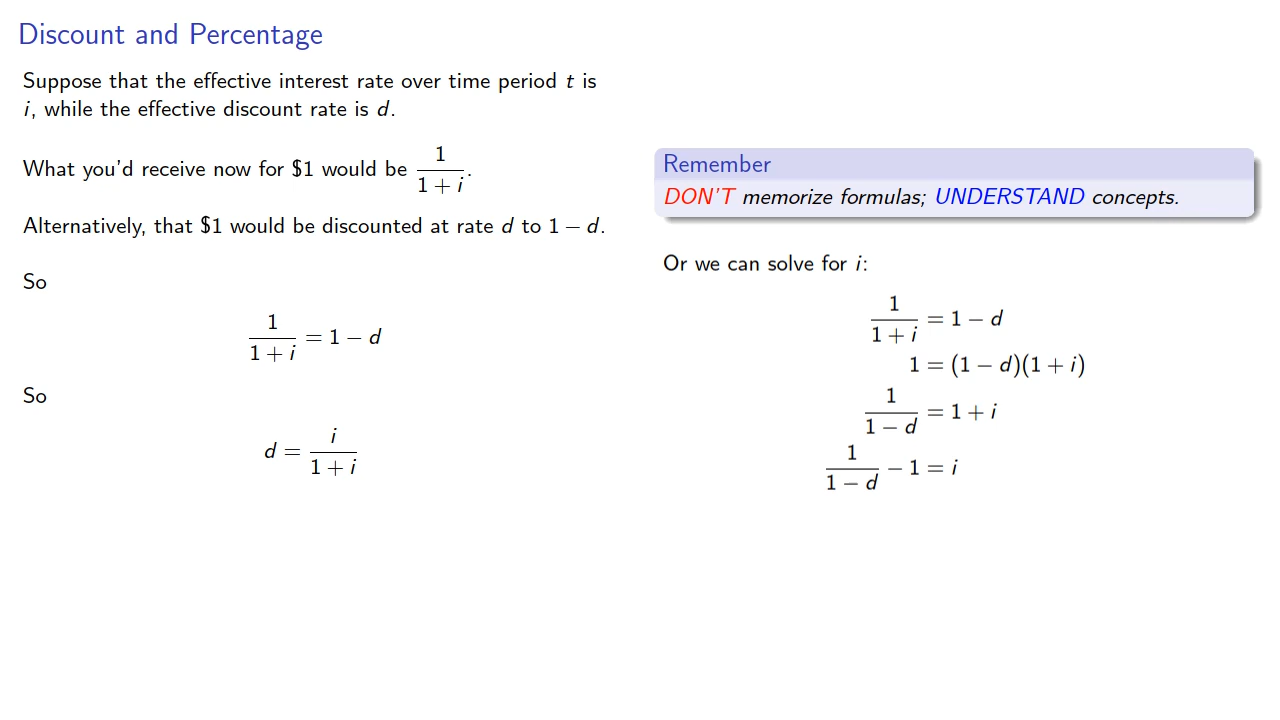 Discount and Percentage
Suppose that the effective interest rate over time period t is
i, while the effective discount rate is d.
What you'd receive now for $1 would be 1/(1 + i).
Alternatively, that $1 would be discounted at rate d to 1 − d.
So
1/(1 + i) = 1 − d
So
d = i/(1 + i)
Remember
DON'T memorize formulas; UNDERSTAND concepts.
Or we can solve for i:
1/(1 + i) = 1 − d
1 = (1 − d)(1 + i)
1/(1 − d) = 1 + i
1/(1 − d) − 1 = i